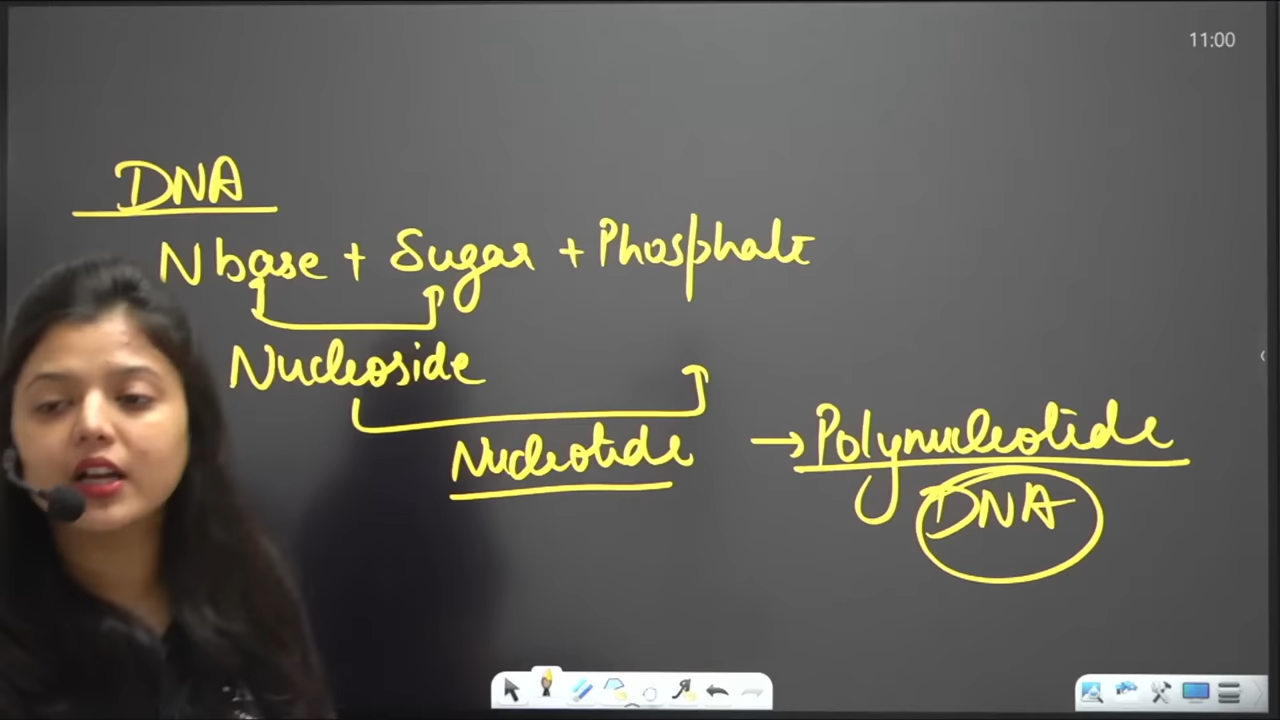 11:00
DNA
N base + Sugar + Phosphate
Nucleoside
Nucleotide → Polynucleotide
DNA